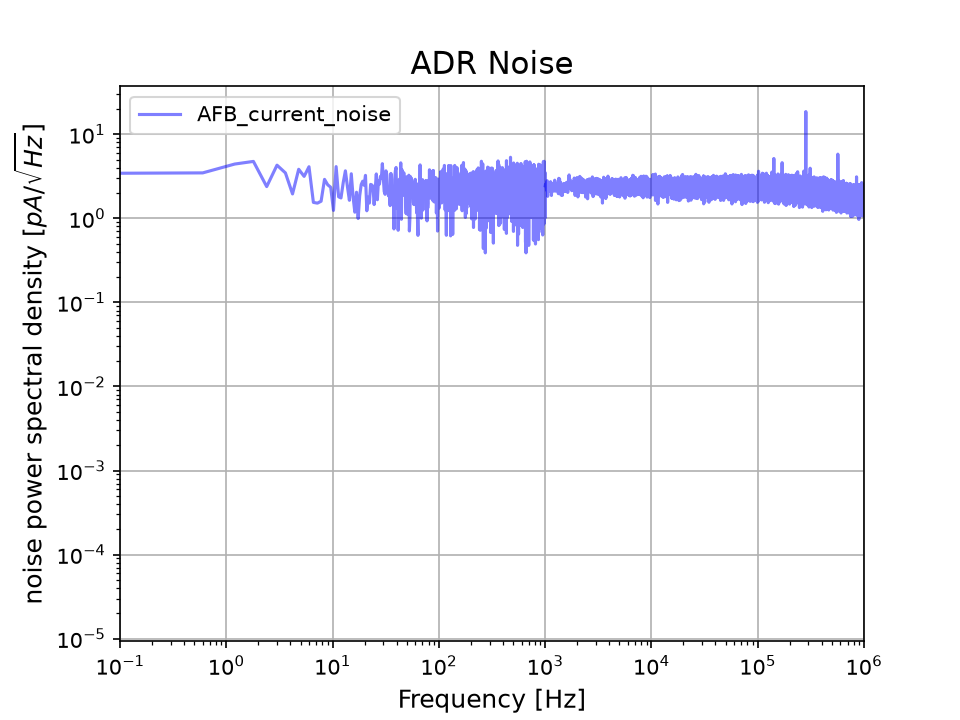 ADR Noise
AFB_current_noise
noise power spectral density [pA/√Hz]
10¹
10⁰
10⁻¹
10⁻²
10⁻³
10⁻⁴
10⁻⁵
10⁻¹ 10⁰ 10¹ 10² 10³ 10⁴ 10⁵ 10⁶
Frequency [Hz]